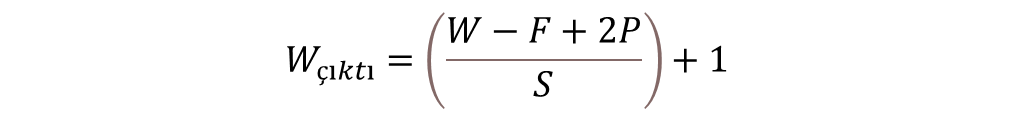 W_çıktı = ((W − F + 2P) / S) + 1